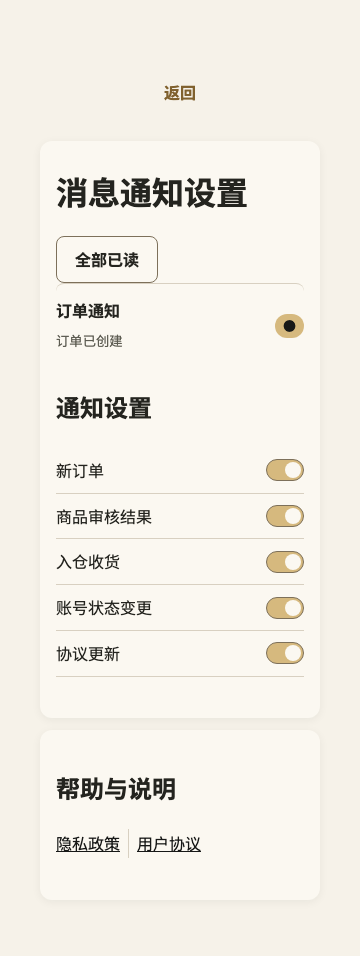 返回
消息通知设置
全部已读
订单通知
订单已创建
通知设置
新订单
商品审核结果
入仓收货
账号状态变更
协议更新
帮助与说明
隐私政策 用户协议